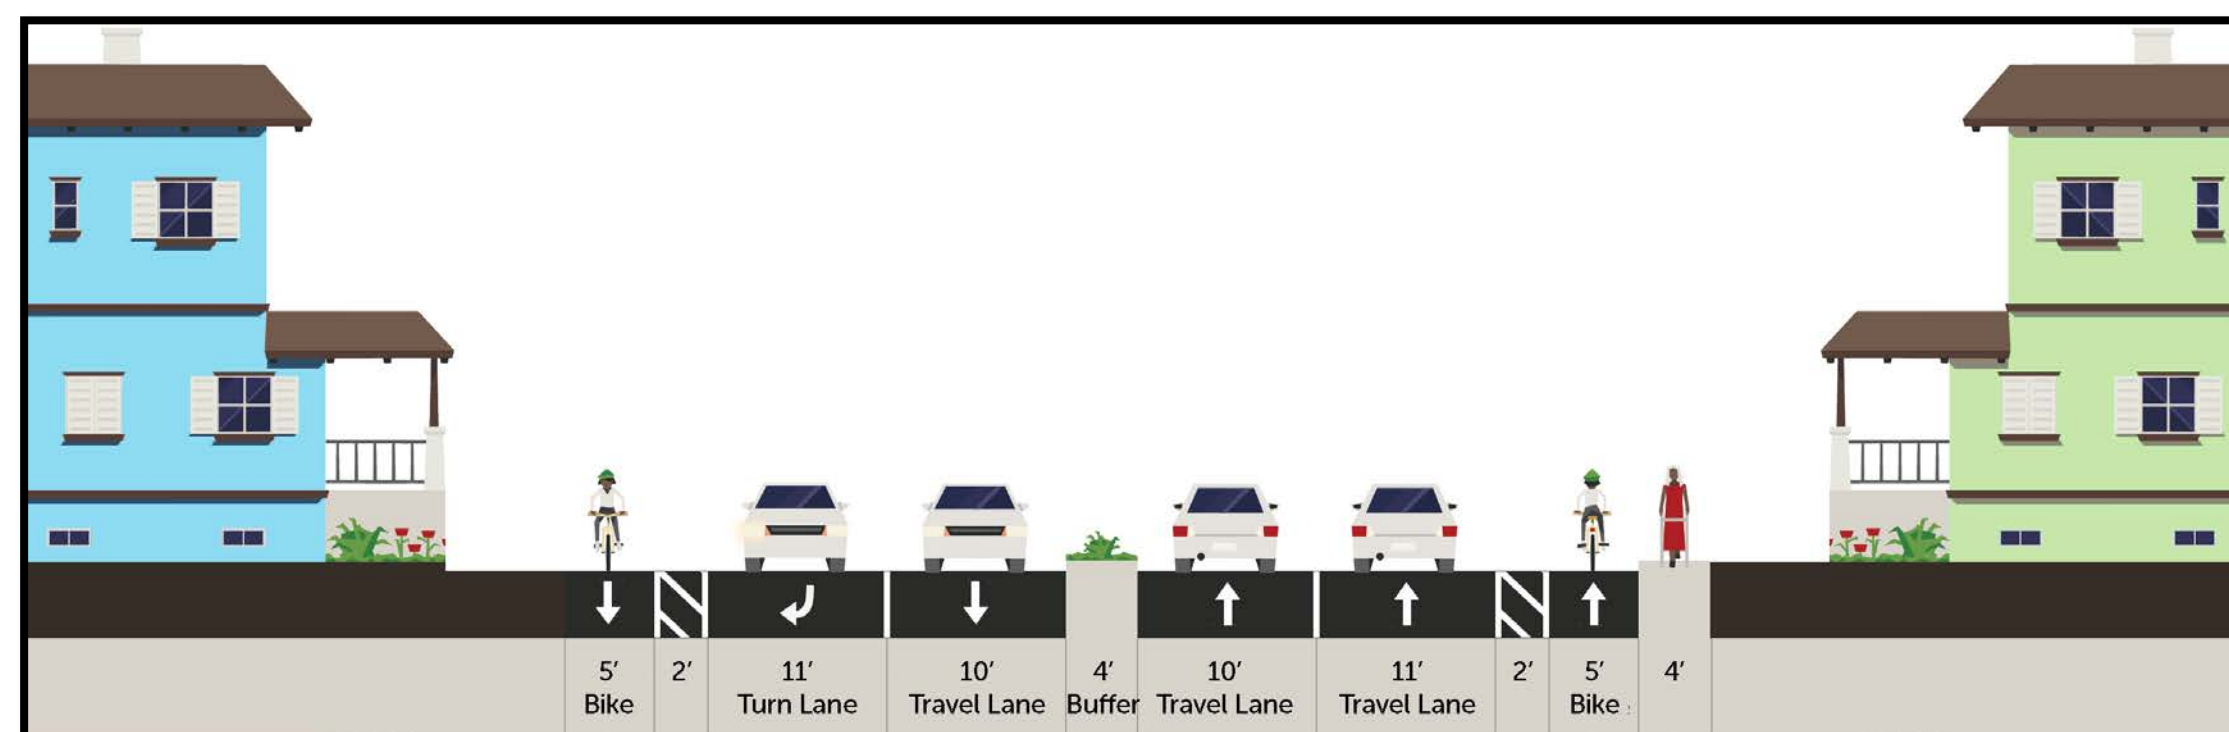 5′ 2′ 11′ 10′ 4′ 10′ 11′ 2′ 5′ 4′
Bike Turn Lane Travel Lane Buffer Travel Lane Travel Lane Bike